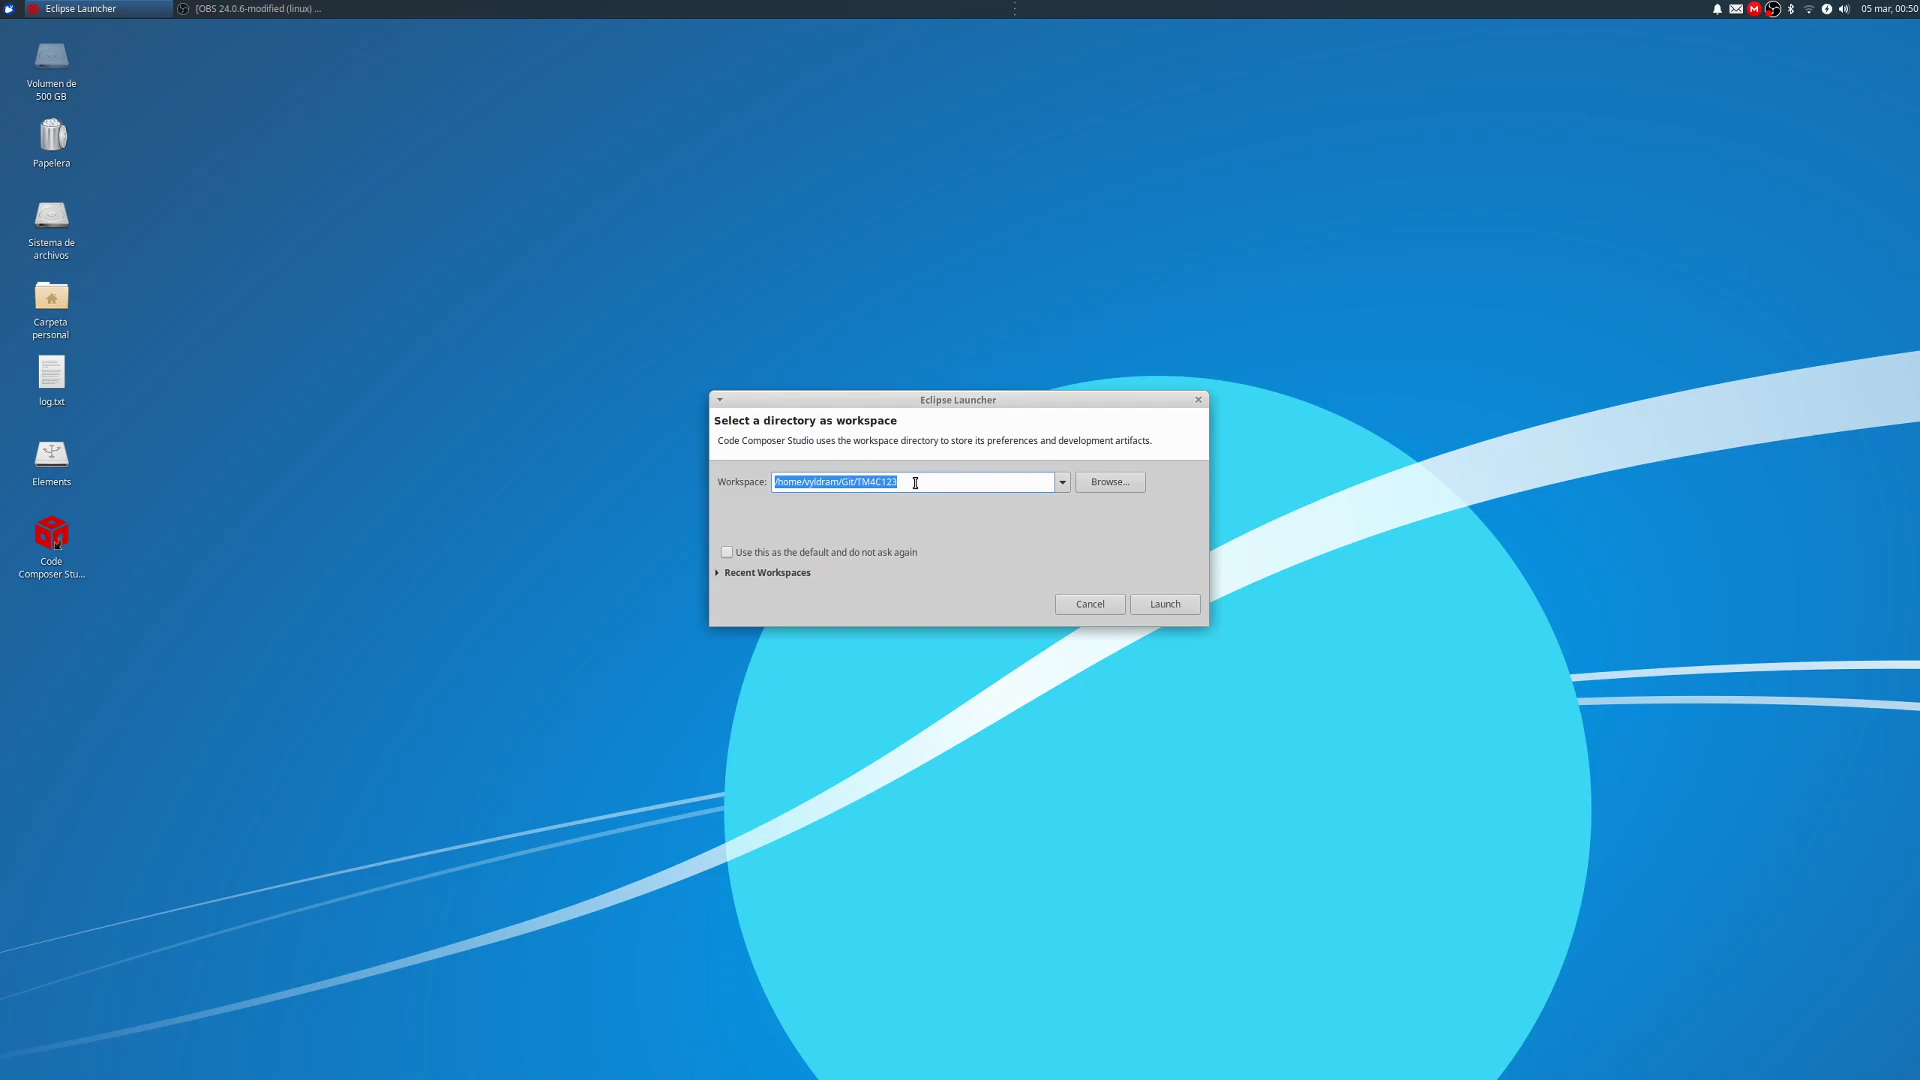 Eclipse Launcher
[OBS 24.0.6-modified (linux) ...
05 mar, 00:50
Volumen de
500 GB
Papelera
Sistema de
archivos
Carpeta
personal
log.txt
Elements
Code
Composer Stu...
Eclipse Launcher
Select a directory as workspace
Code Composer Studio uses the workspace directory to store its preferences and development artifacts.
Workspace: /home/vyldram/Git/TM4C123 Browse...
Use this as the default and do not ask again
Recent Workspaces
Cancel Launch